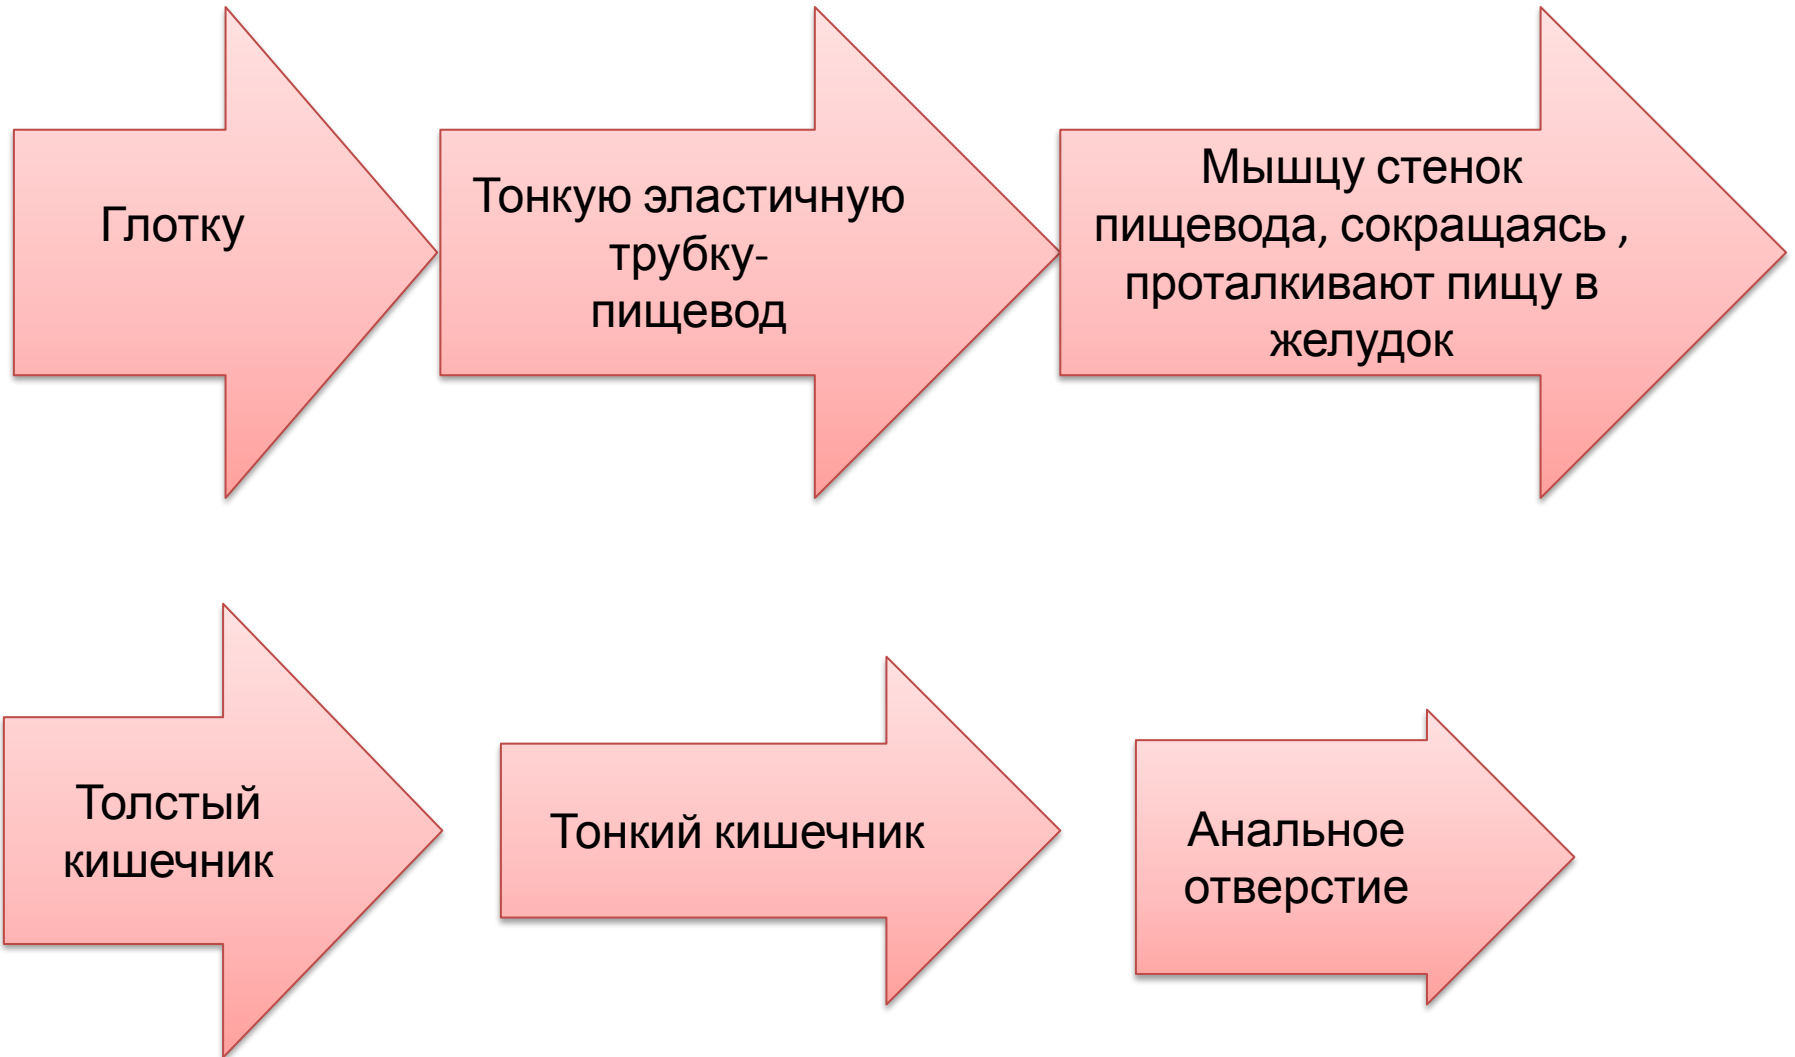 Глотку
Тонкую эластичную
трубку-
пищевод
Мышцу стенок
пищевода, сокращаясь ,
проталкивают пищу в
желудок
Толстый
кишечник
Тонкий кишечник
Анальное
отверстие